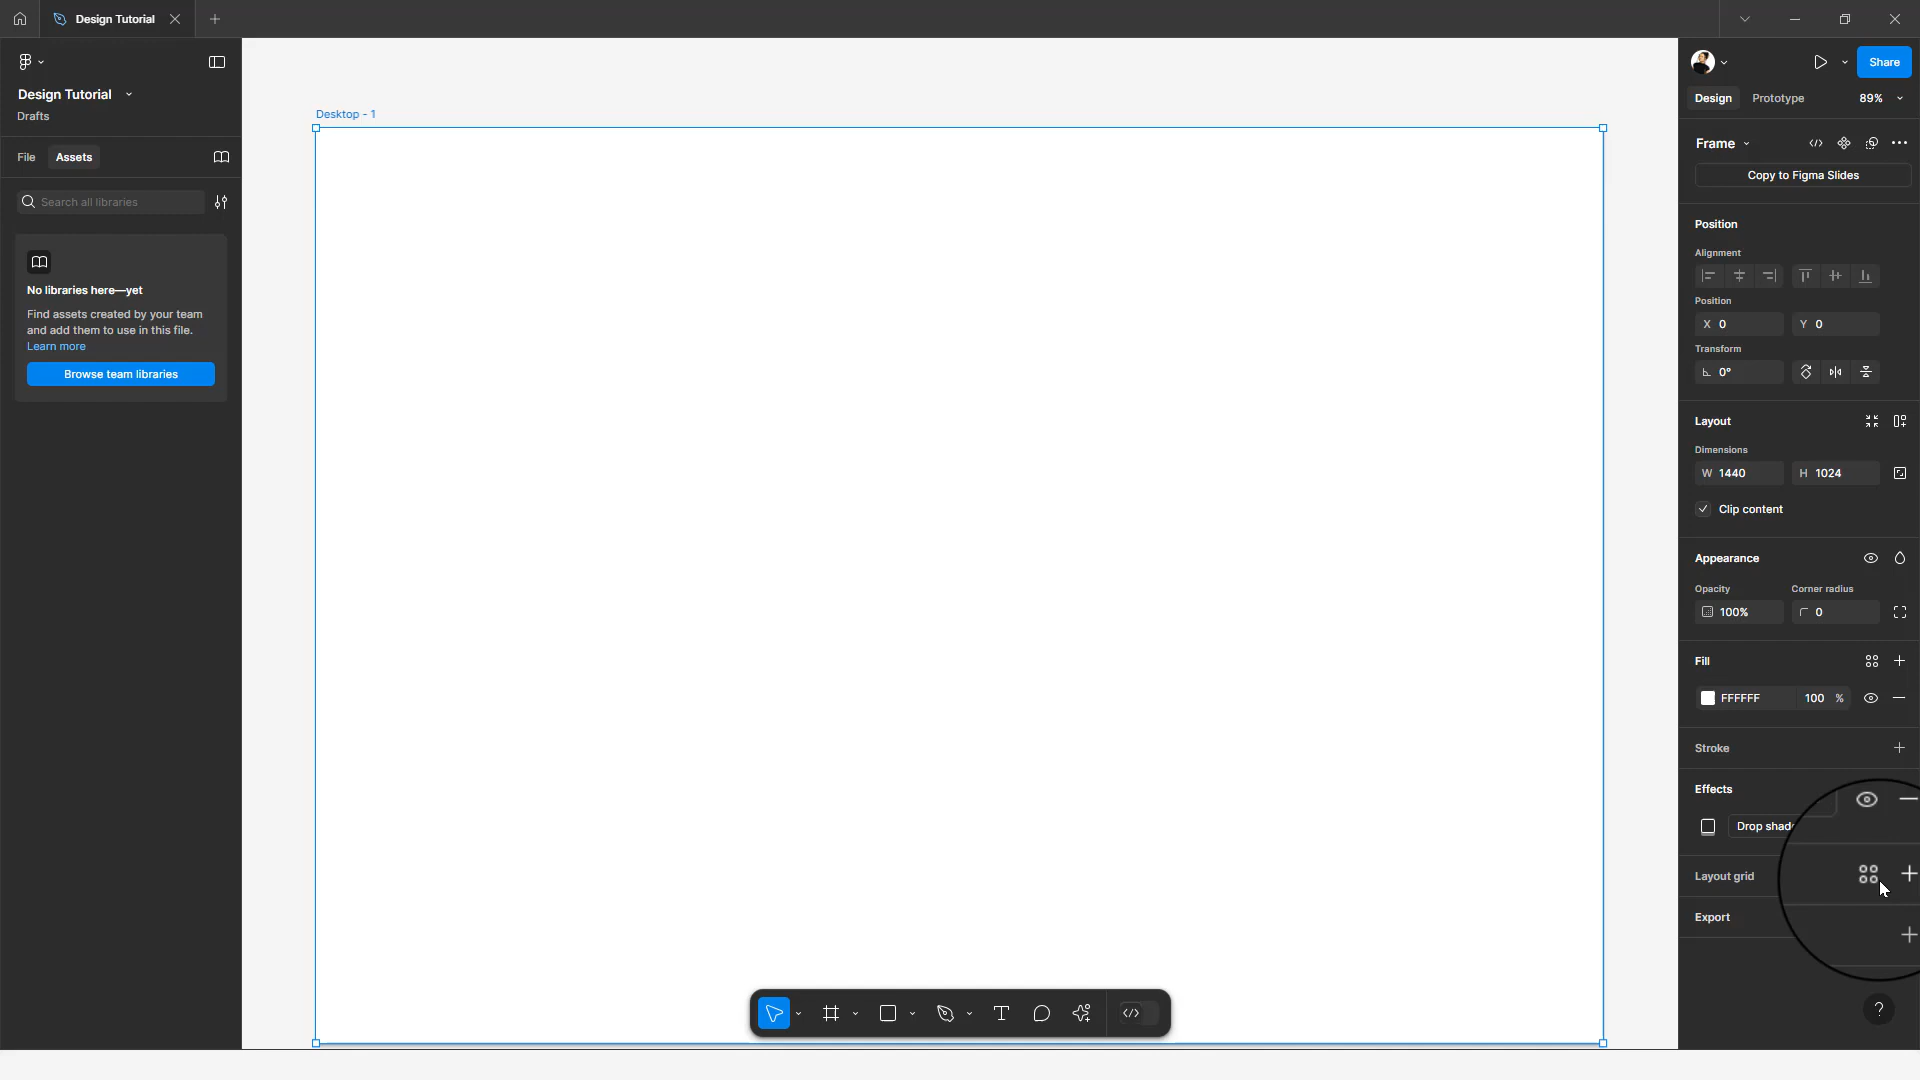 Design Tutorial
Design Tutorial
Drafts
File
Assets
Search all libraries
No libraries here—yet
Find assets created by your team
and add them to use in this file.
Learn more
Browse team libraries
Desktop - 1
Share
Design
Prototype
89%
Frame
Copy to Figma Slides
Position
Alignment
Position
X 0
Y 0
Transform
0°
Layout
Dimensions
W 1440
H 1024
Clip content
Appearance
Opacity
Corner radius
100%
0
Fill
FFFFFF
100 %
Stroke
Effects
Drop
Layout grid
Export
?